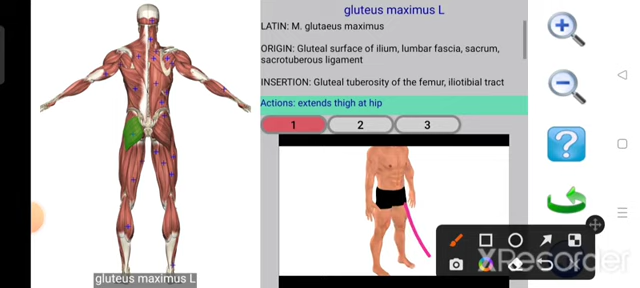 gluteus maximus L
LATIN: M. glutaeus maximus
ORIGIN: Gluteal surface of ilium, lumbar fascia, sacrum,
sacrotuberous ligament
INSERTION: Gluteal tuberosity of the femur, iliotibial tract
Actions: extends thigh at hip
1 2 3
gluteus maximus L
XRecorder